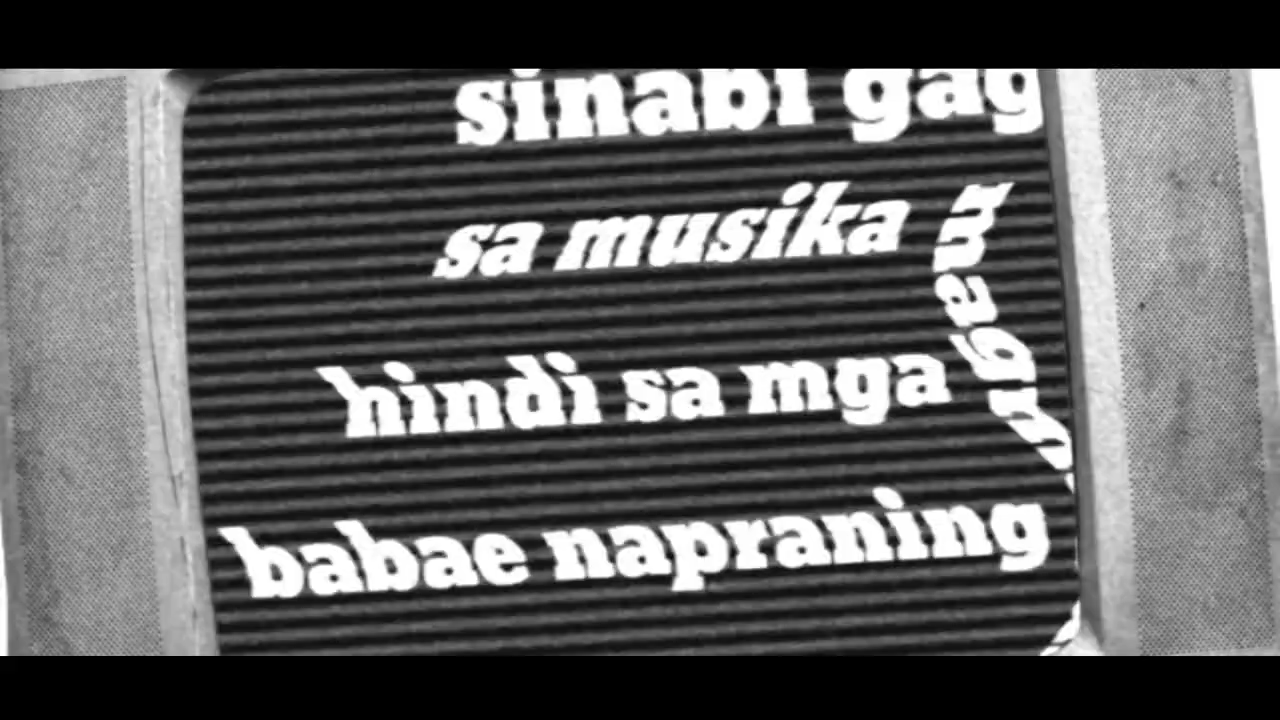 sinabi gag
sa musika
hindi sa mga
babae napraning